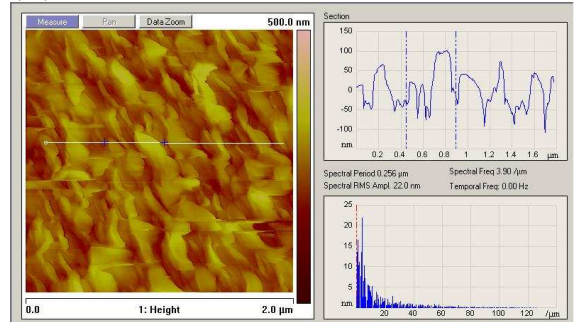 Measure Pan Data Zoom 500.0 nm
0.0 1: Height 2.0 µm
Section
150
100
50
0
-50
-100
nm
0.2 0.4 0.6 0.8 1 1.2 1.4 1.6 µm
Spectral Period 0.256 µm Spectral Freq 3.90 /µm
Spectral RMS Ampl. 22.0 nm Temporal Freq: 0.00 Hz
25
20
15
10
5
nm
20 40 60 80 100 120 /µm